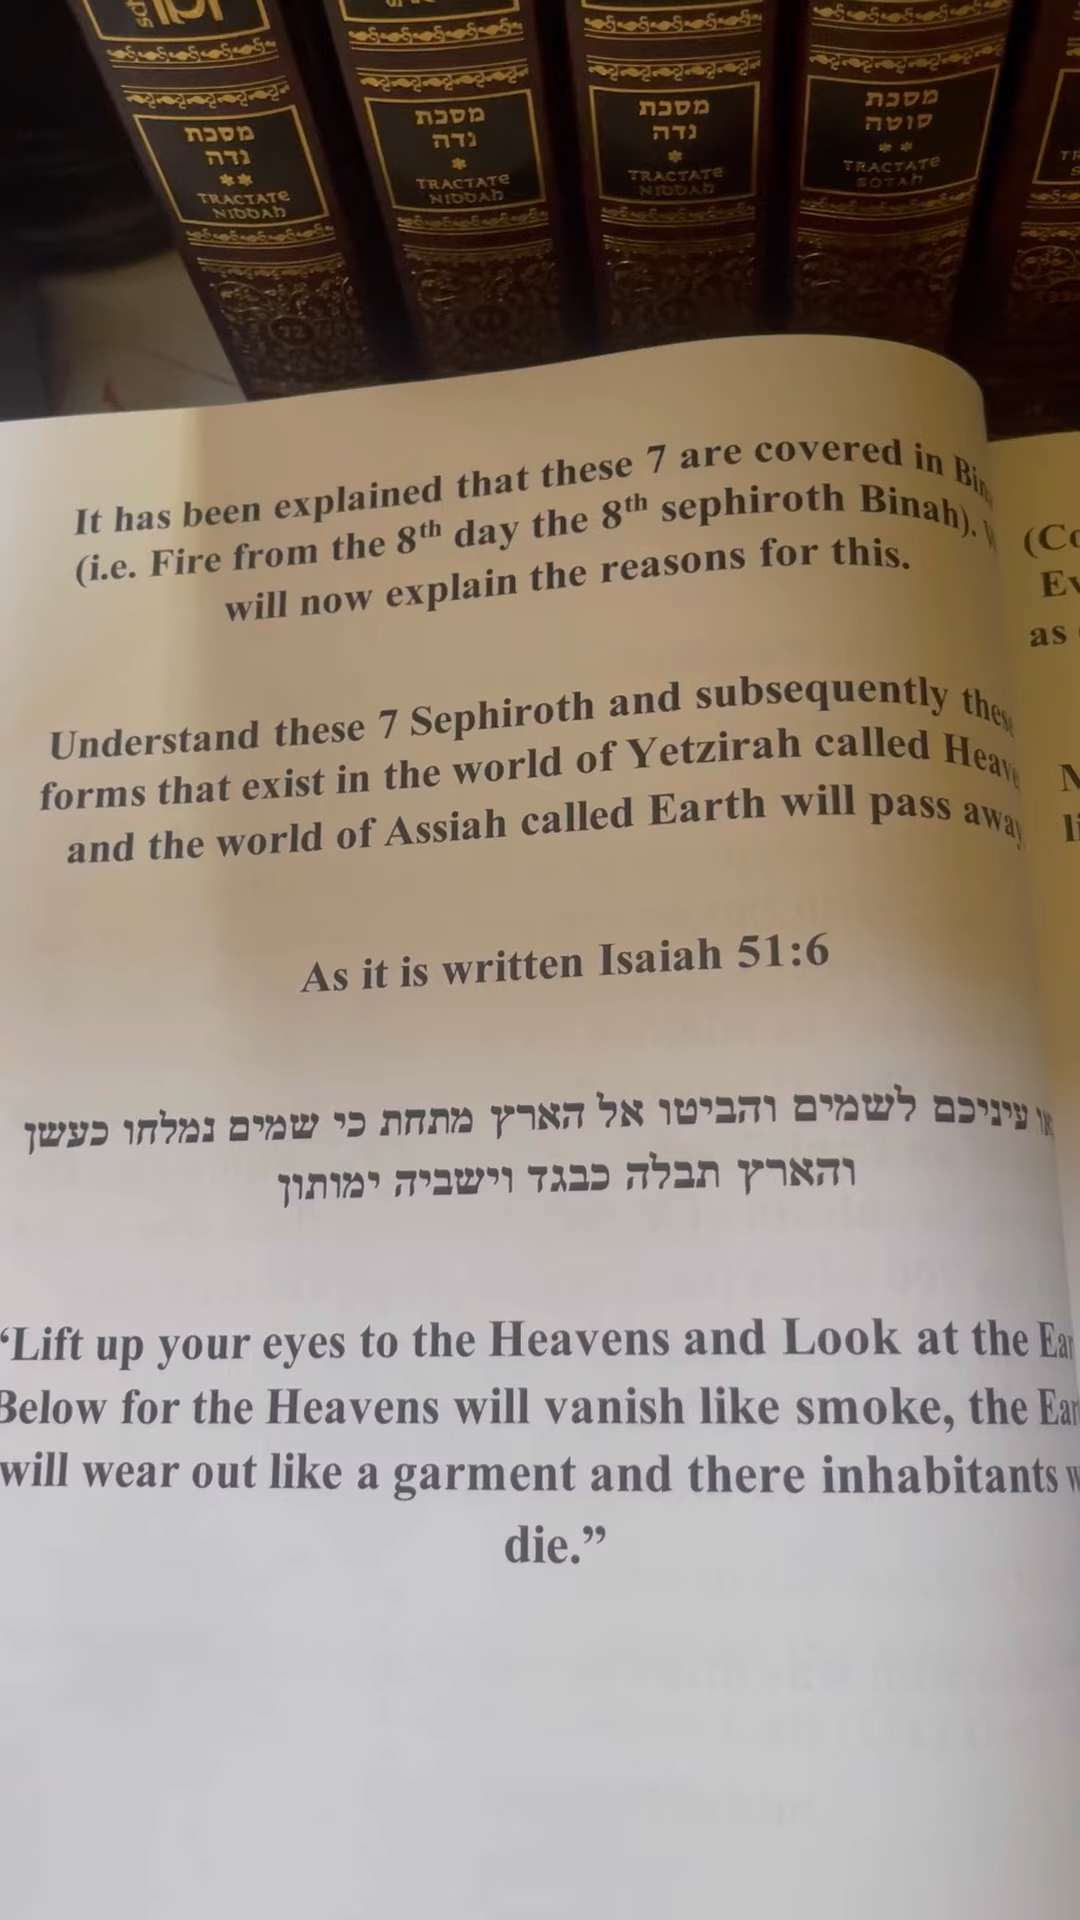 מסכת
נדה
**
TRACTATE
NIDDAH
72
מסכת
נדה
*
TRACTATE
NIDDAH
71
מסכת
נדה
*
TRACTATE
NIDDAH
מסכת
סוטה
**
TRACTATE
SOTAH
It has been explained that these 7 are covered in
(i.e. Fire from the 8th day the 8th sephiroth Binah).
will now explain the reasons for this.
Understand these 7 Sephiroth and subsequently
forms that exist in the world of Yetzirah called
and the world of Assiah called Earth will pass
As it is written Isaiah 51:6
עיניכם לשמים והביטו אל הארץ מתחת כי שמים נמלחו כעשן
והארץ תבלה כבגד וישביה ימותון
‘Lift up your eyes to the Heavens and Look at the
Below for the Heavens will vanish like smoke, the
will wear out like a garment and there inhabitants
die.”
(Co
Ev
as